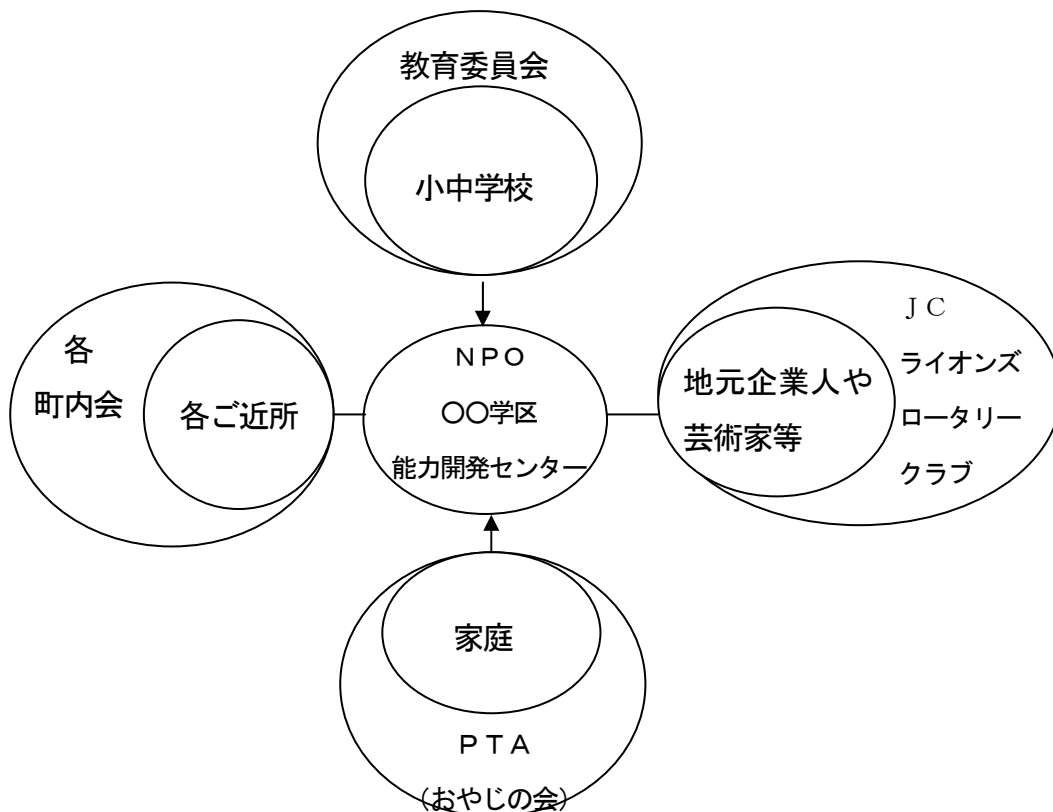 教育委員会
小中学校
各
町内会
各ご近所
NPO
〇〇学区
能力開発センター
地元企業人や
芸術家等
JC
ライオンズ
ロータリー
クラブ
家庭
PTA
(おやじの会)